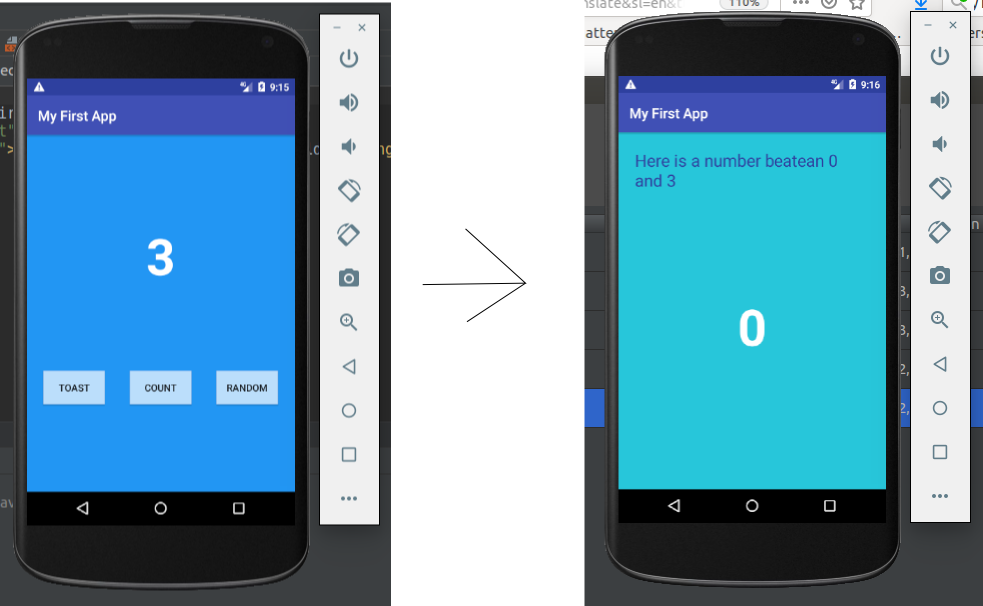 9:15
My First App
3
TOAST COUNT RANDOM
110%
9:16
My First App
Here is a number beatean 0
and 3
0